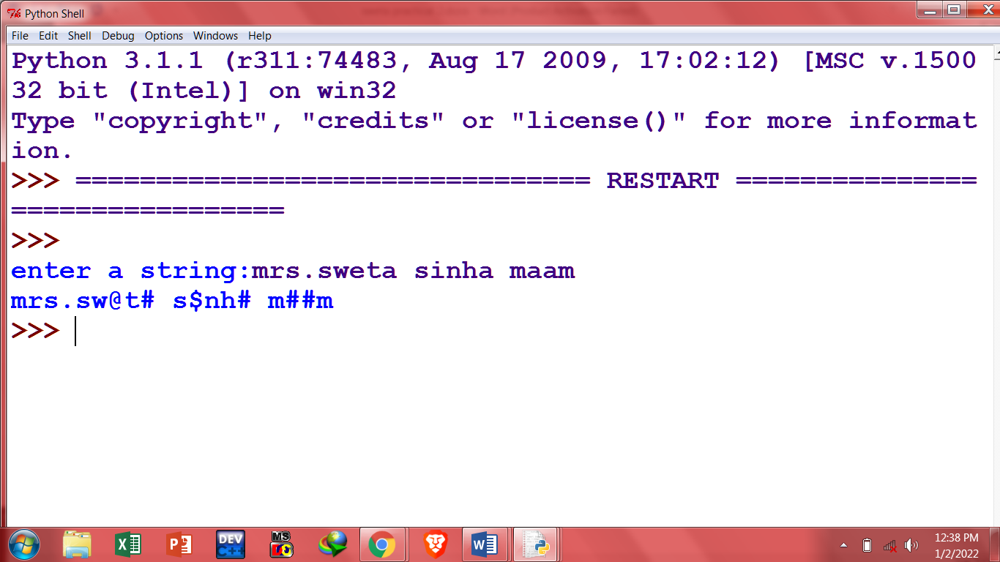 Python Shell
File Edit Shell Debug Options Windows Help
Python 3.1.1 (r311:74483, Aug 17 2009, 17:02:12) [MSC v.1500
32 bit (Intel)] on win32
Type "copyright", "credits" or "license()" for more informat
ion.
>>> ================================ RESTART ===============
=================
>>>
enter a string:mrs.sweta sinha maam
mrs.sw@t# s$nh# m##m
>>>
DEV
C++
MS
12:38 PM
1/2/2022